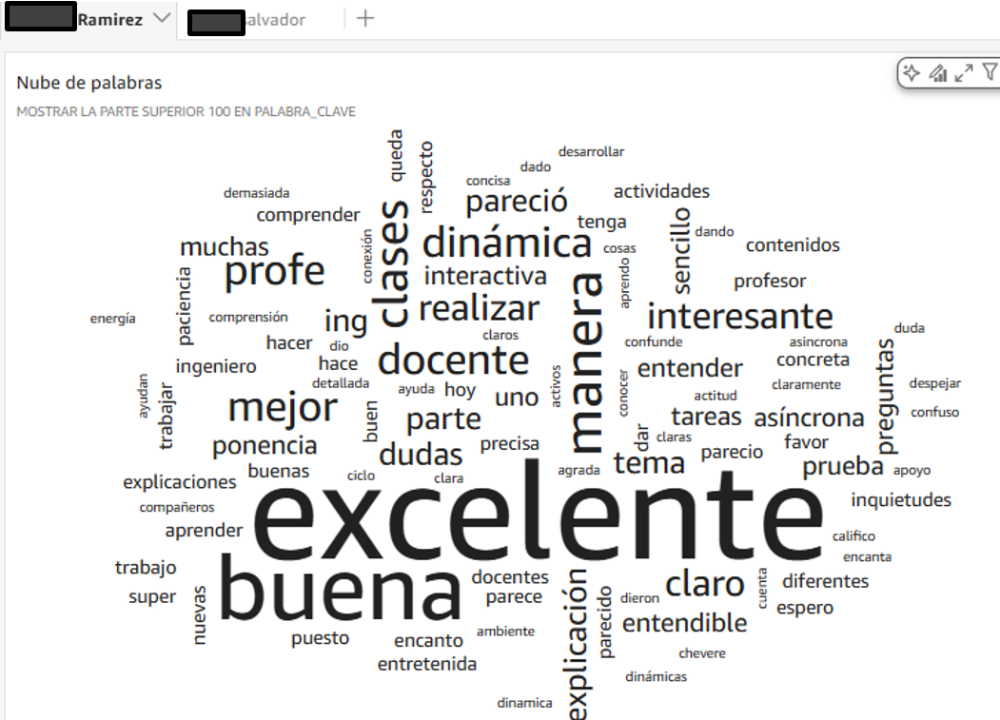 Ramirez
salvador
Nube de palabras
MOSTRAR LA PARTE SUPERIOR 100 EN PALABRA_CLAVE
queda
respecto
desarrollar
dado
concisa
demasiada
pareció
actividades
comprender
clases
tenga
sencillo
dando
conexión
dinámica
cosas
contenidos
muchas
profe
interactiva
aprendo
profesor
paciencia
manera
realizar
interesante
energía
comprensión
ing
claros
duda
hacer
dio
confunde
asincrona
preguntas
ingeniero
hace
docente
entender
concreta
ayudan
trabajar
detallada
ayuda
hoy
activos
conocer
claramente
despejar
mejor
buen
uno
actitud
confuso
parte
tareas
asíncrona
ponencia
dudas
precisa
dar
claras
parecio
favor
buenas
ciclo
clara
agrada
tema
prueba
apoyo
explicaciones
excelente
inquietudes
compañeros
aprender
califico
encanta
trabajo
buena
docentes
explicación
claro
cuenta
diferentes
super
nuevas
parece
parecido
dieron
espero
entendible
puesto
encanto
ambiente
chevere
entretenida
dinámicas
dinamica